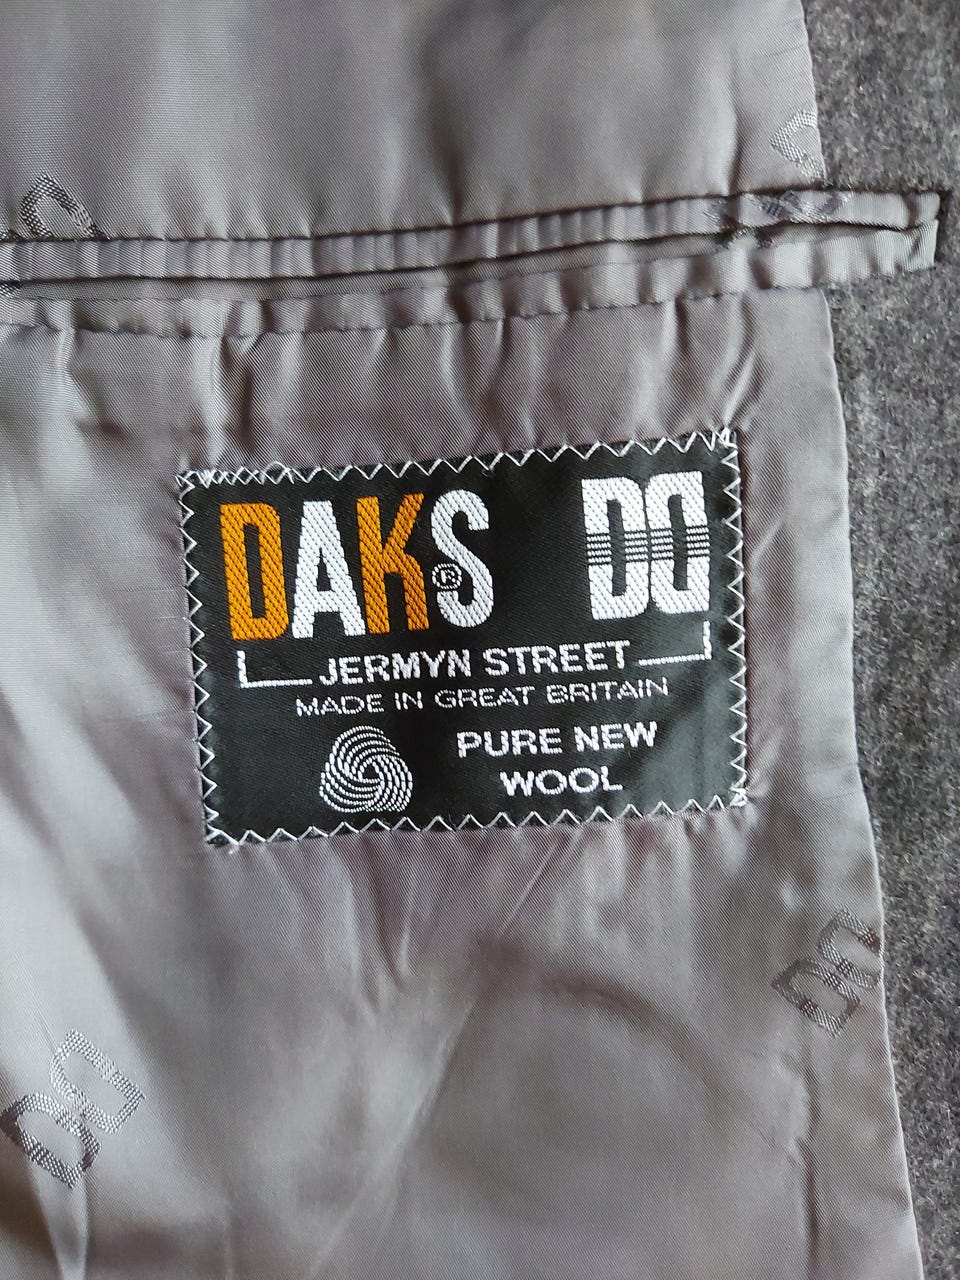 DAKS® DD
JERMYN STREET
MADE IN GREAT BRITAIN
PURE NEW
WOOL